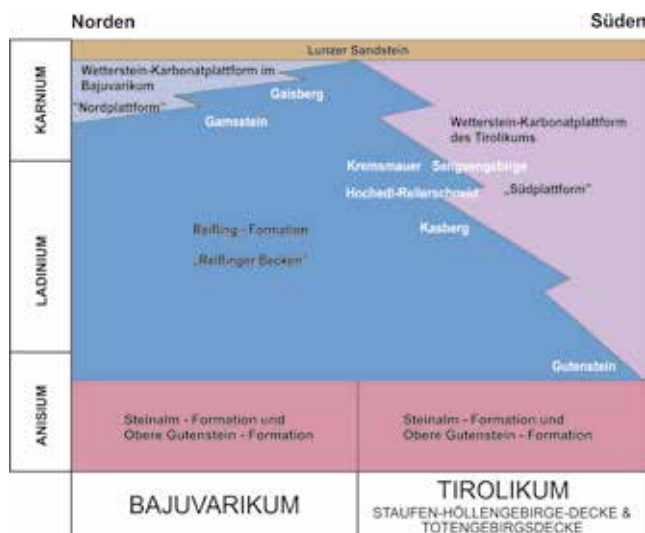 Norden
Süden
KARNIUM
LADINIUM
ANISIUM
Lunzer Sandstein
Wetterstein-Karbonatplattform im
Bajuvarikum
"Nordplattform"
Gaisberg
Gamsstein
Wetterstein-Karbonatplattform
des Tirolikums
Kremsmauer Sengsengebirge
Hochedl-Rellerschneid
„Südplattform"
Kasberg
Reifling - Formation
„Reiflinger Becken"
Gutenstein
Steinalm - Formation und
Obere Gutenstein - Formation
Steinalm - Formation und
Obere Gutenstein - Formation
BAJUVARIKUM
TIROLIKUM
STAUFEN-HÖLLENGEBIRGE-DECKE &
TOTENGEBIRGSDECKE